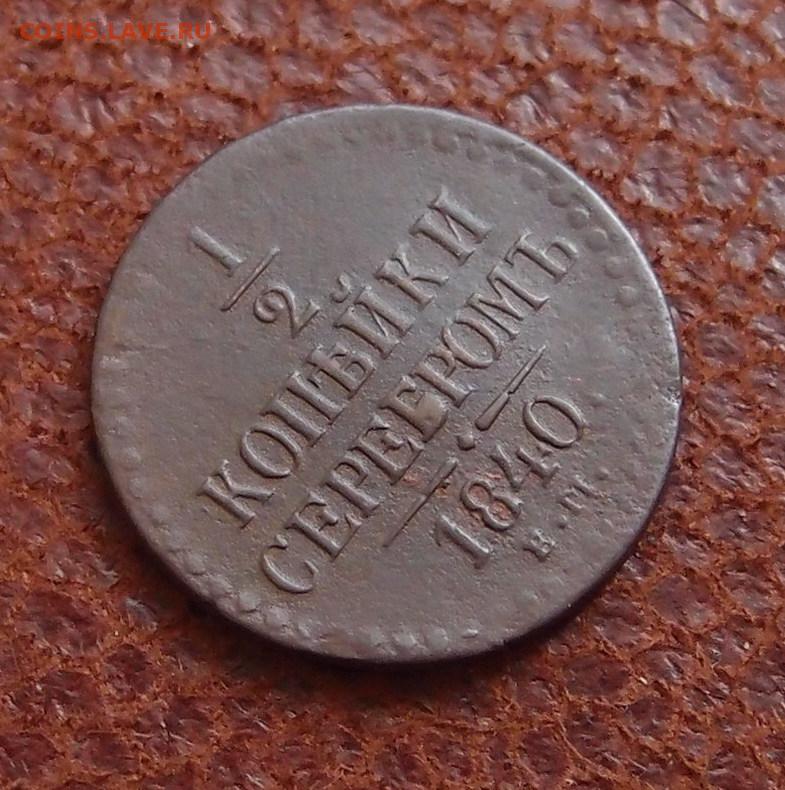 COINS.LAVE.RU
1/2
КОПѢЙКИ
СЕРЕБРОМЪ
1840